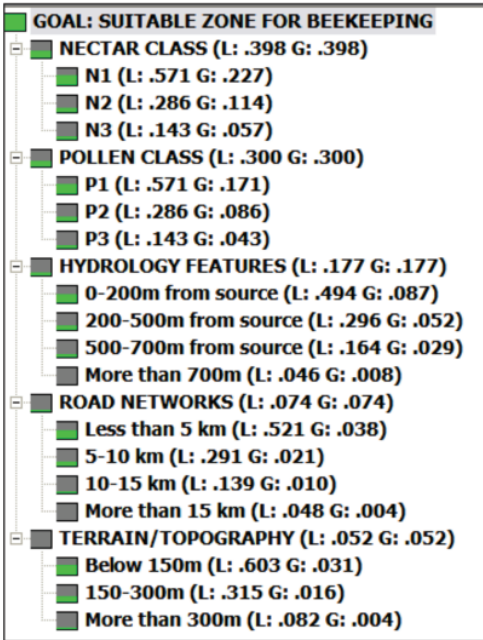 GOAL: SUITABLE ZONE FOR BEEKEEPING
NECTAR CLASS (L: .398 G: .398)
N1 (L: .571 G: .227)
N2 (L: .286 G: .114)
N3 (L: .143 G: .057)
POLLEN CLASS (L: .300 G: .300)
P1 (L: .571 G: .171)
P2 (L: .286 G: .086)
P3 (L: .143 G: .043)
HYDROLOGY FEATURES (L: .177 G: .177)
0-200m from source (L: .494 G: .087)
200-500m from source (L: .296 G: .052)
500-700m from source (L: .164 G: .029)
More than 700m (L: .046 G: .008)
ROAD NETWORKS (L: .074 G: .074)
Less than 5 km (L: .521 G: .038)
5-10 km (L: .291 G: .021)
10-15 km (L: .139 G: .010)
More than 15 km (L: .048 G: .004)
TERRAIN/TOPOGRAPHY (L: .052 G: .052)
Below 150m (L: .603 G: .031)
150-300m (L: .315 G: .016)
More than 300m (L: .082 G: .004)